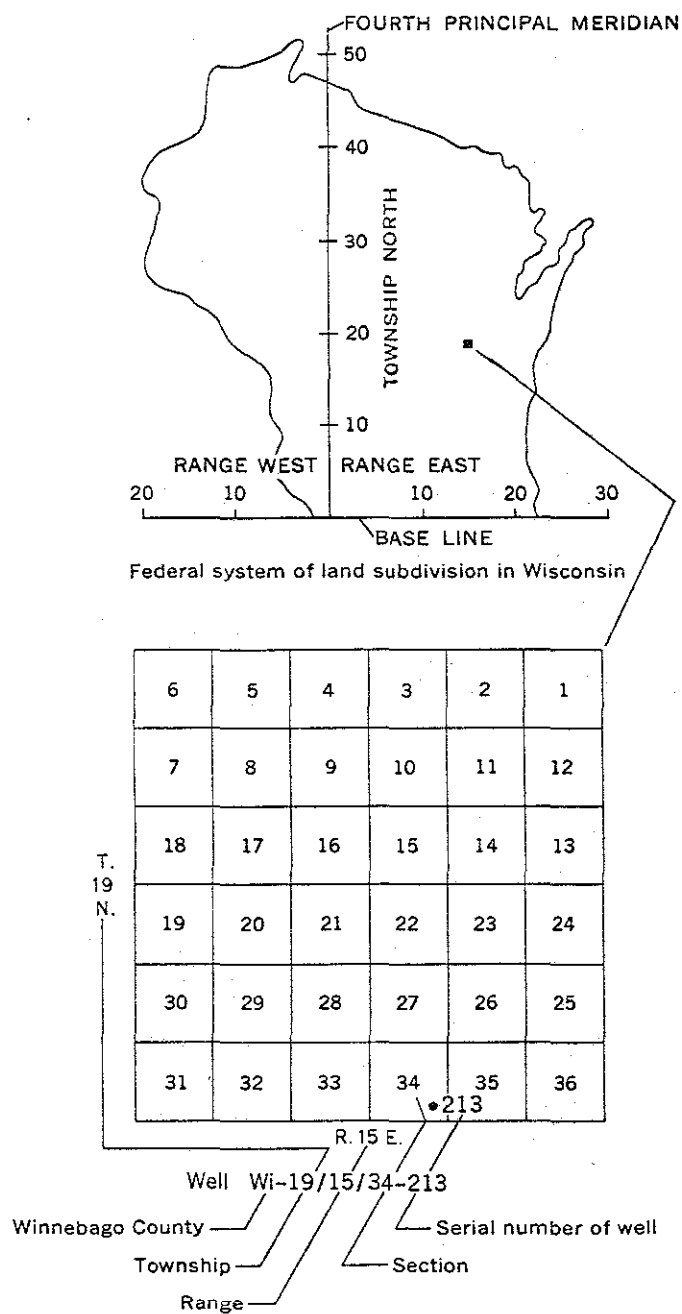 FOURTH PRINCIPAL MERIDIAN
50
40
30
20
10
TOWNSHIP NORTH
RANGE WEST RANGE EAST
20 10 10 20 30
BASE LINE
Federal system of land subdivision in Wisconsin
6 5 4 3 2 1
7 8 9 10 11 12
18 17 16 15 14 13
T.
19
N.
19 20 21 22 23 24
30 29 28 27 26 25
31 32 33 34 35 36
213
R. 15 E.
Well Wi-19/15/34-213
Winnebago County
Serial number of well
Township
Section
Range